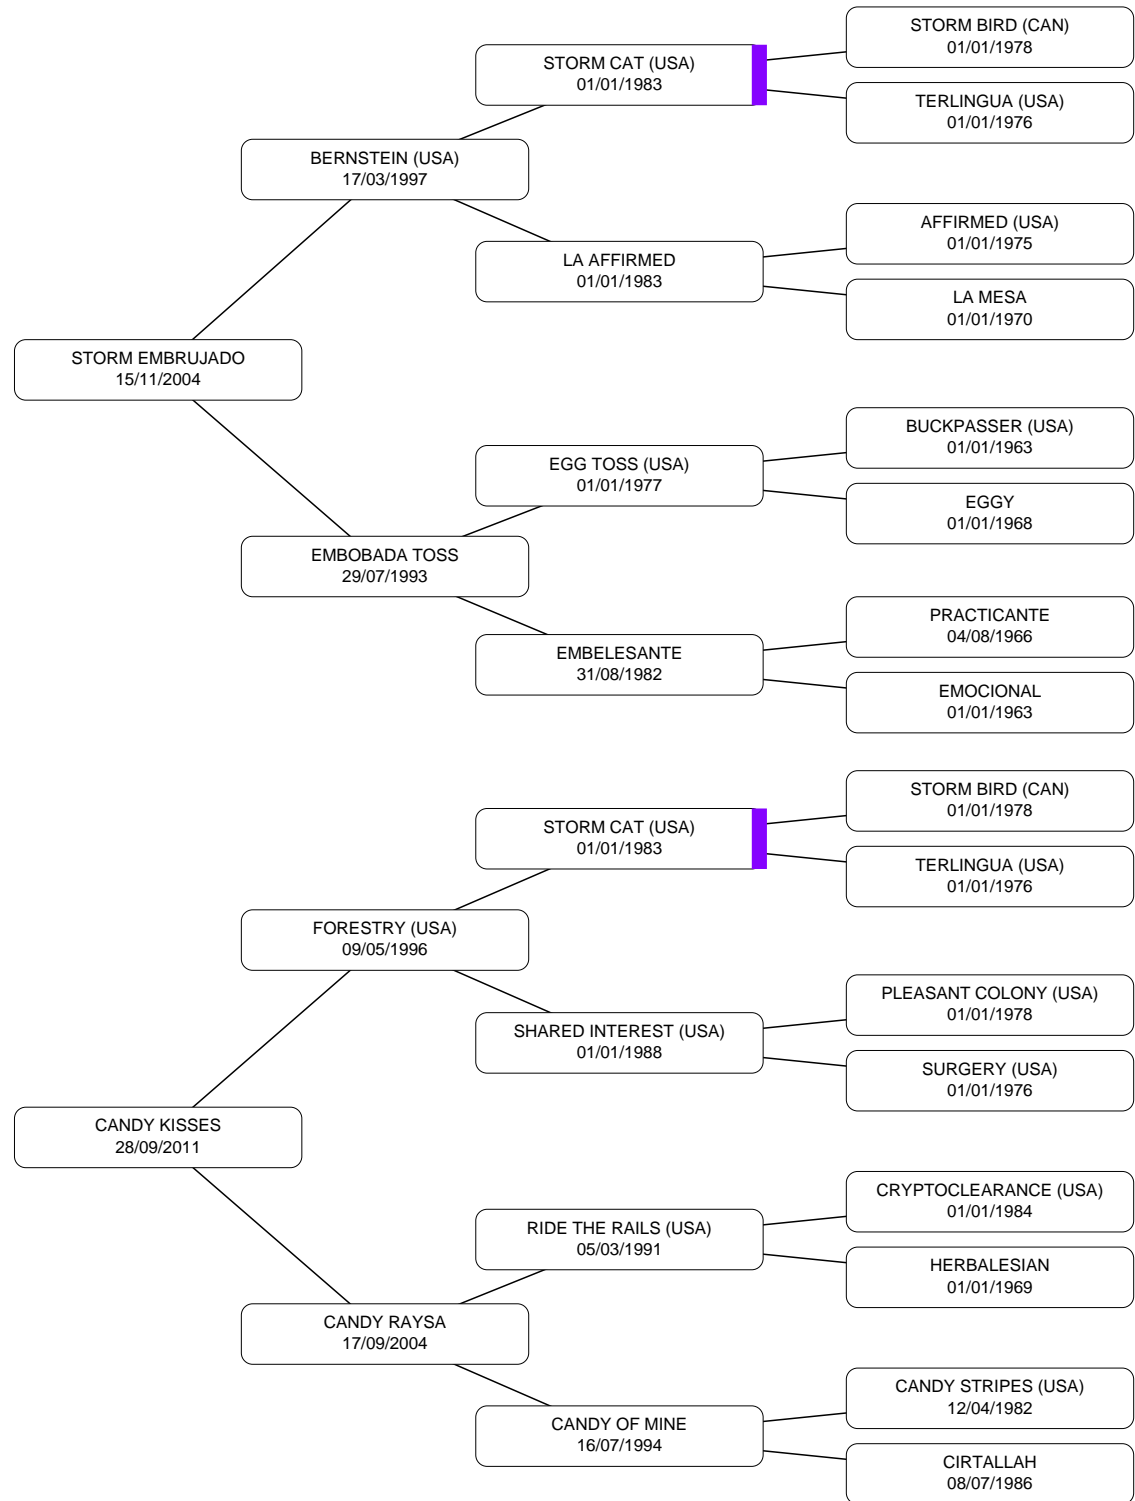 STORM BIRD (CAN)
01/01/1978
STORM CAT (USA)
01/01/1983
TERLINGUA (USA)
01/01/1976
BERNSTEIN (USA)
17/03/1997
AFFIRMED (USA)
01/01/1975
LA AFFIRMED
01/01/1983
LA MESA
01/01/1970
STORM EMBRUJADO
15/11/2004
BUCKPASSER (USA)
01/01/1963
EGG TOSS (USA)
01/01/1977
EGGY
01/01/1968
EMBOBADA TOSS
29/07/1993
PRACTICANTE
04/08/1966
EMBELESANTE
31/08/1982
EMOCIONAL
01/01/1963
STORM BIRD (CAN)
01/01/1978
STORM CAT (USA)
01/01/1983
TERLINGUA (USA)
01/01/1976
FORESTRY (USA)
09/05/1996
PLEASANT COLONY (USA)
01/01/1978
SHARED INTEREST (USA)
01/01/1988
SURGERY (USA)
01/01/1976
CANDY KISSES
28/09/2011
CRYPTOCLEARANCE (USA)
01/01/1984
RIDE THE RAILS (USA)
05/03/1991
HERBALESIAN
01/01/1969
CANDY RAYSA
17/09/2004
CANDY STRIPES (USA)
12/04/1982
CANDY OF MINE
16/07/1994
CIRTALLAH
08/07/1986